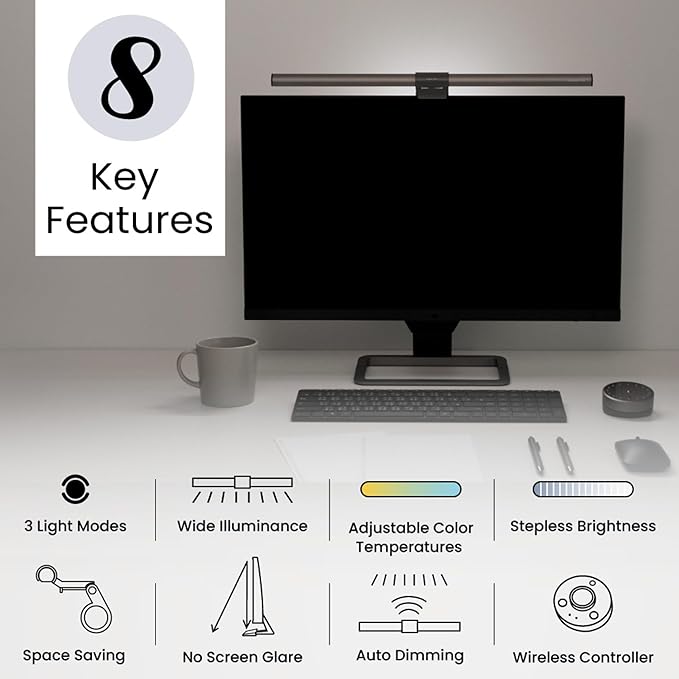 8
Key
Features
3 Light Modes
Wide Illuminance
Adjustable Color
Temperatures
Stepless Brightness
Space Saving
No Screen Glare
Auto Dimming
Wireless Controller